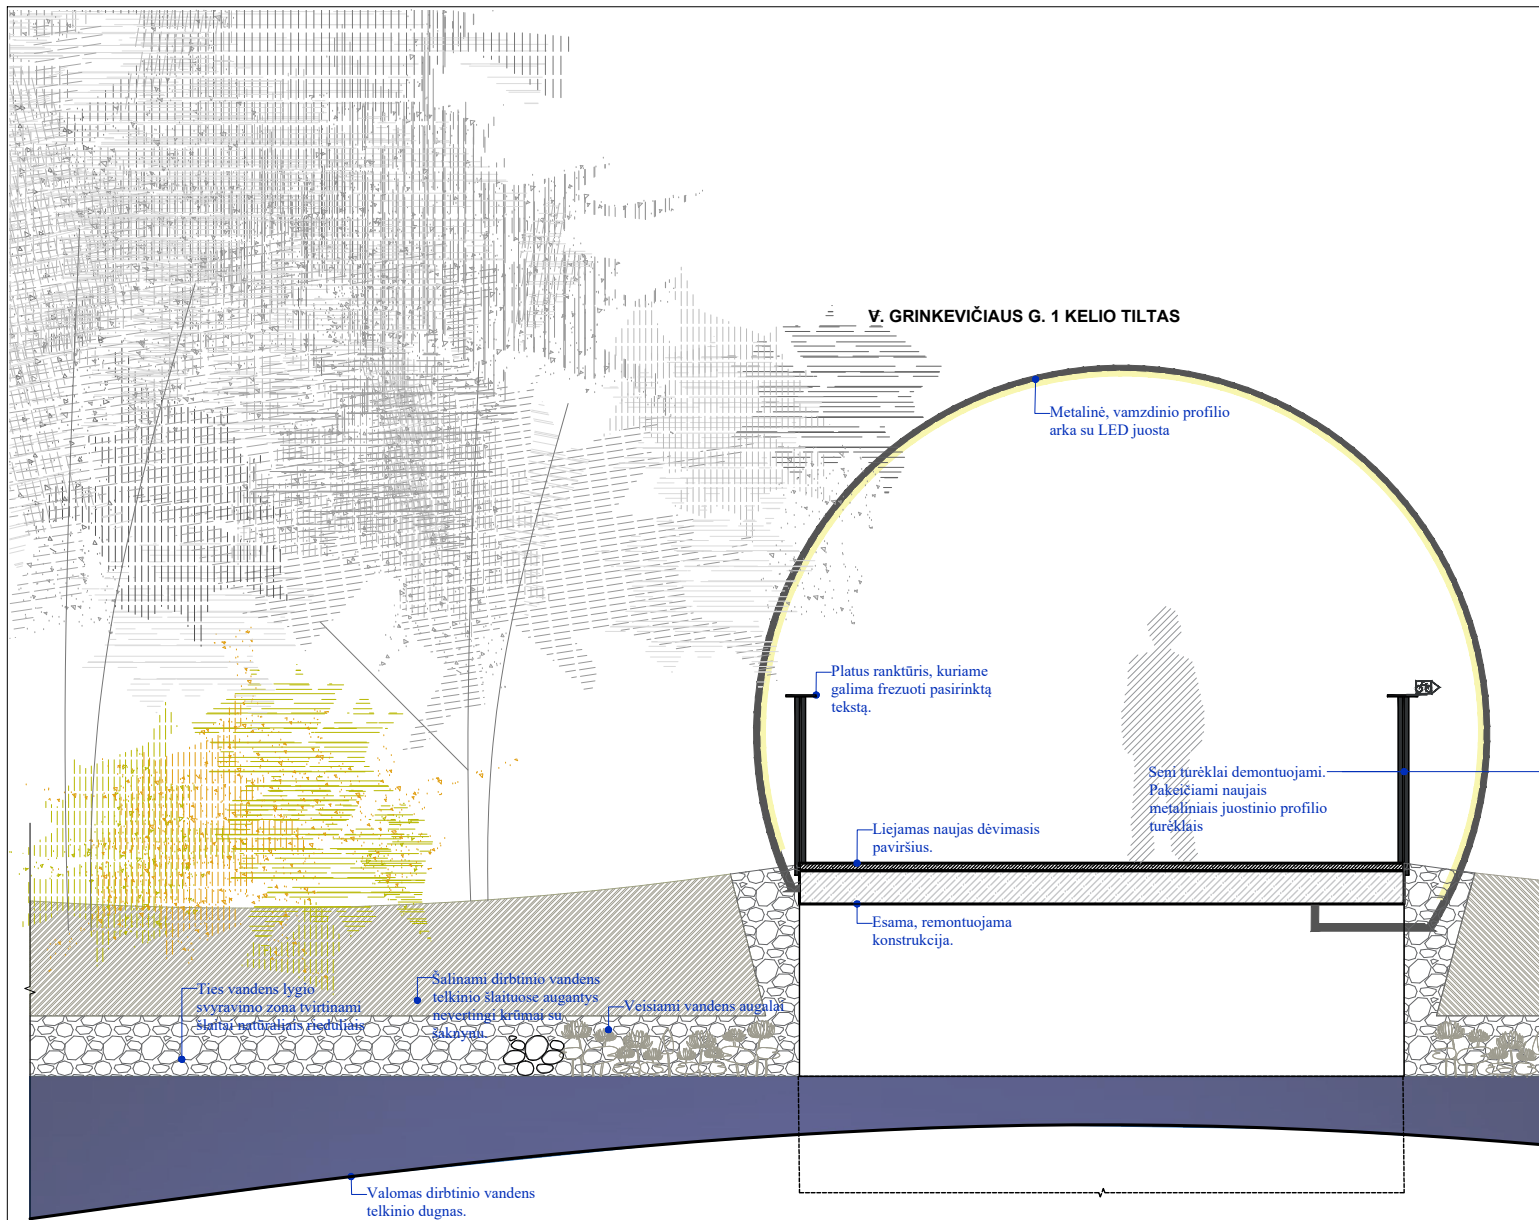 V. GRINKEVIČIAUS G. 1 KELIO TILTAS
Metalinė, vamzdinio profilio
arka su LED juosta
Platus ranktūris, kuriame
galima frezuoti pasirinktą
tekstą.
Seni turėklai demontuojami.
Pakeičiami naujais
metaliniais juostinio profilio
turėklais
Liejamas naujas dėvimasis
paviršius.
Esama, remontuojama
konstrukcija.
Ties vandens lygio
svyravimo zona tvirtinami
šlaitai natūraliais rieduliais
Šalinami dirbtinio vandens
telkinio šlaituose augantys
nevertingi krūmai su
šaknynu.
Veisiami vandens augalai
Valomas dirbtinio vandens
telkinio dugnas.